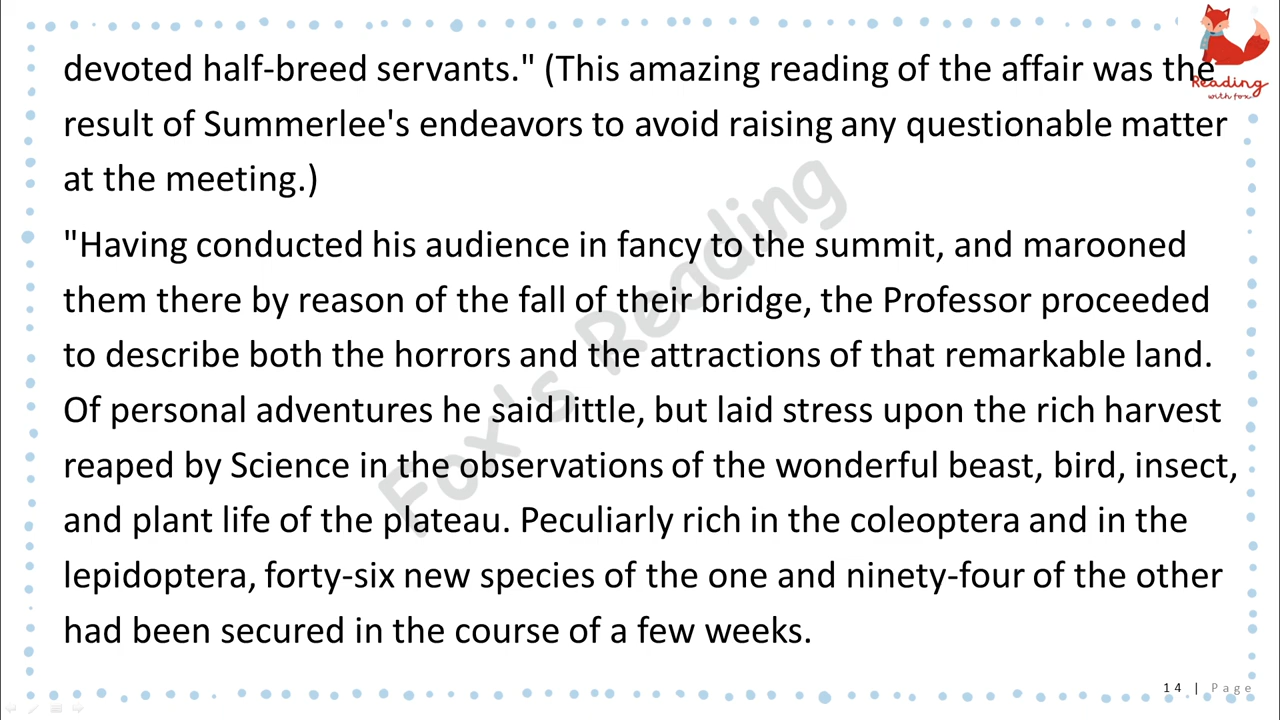 devoted half-breed servants." (This amazing reading of the affair was the
Reading
with fox
result of Summerlee's endeavors to avoid raising any questionable matter
at the meeting.)
"Having conducted his audience in fancy to the summit, and marooned
them there by reason of the fall of their bridge, the Professor proceeded
to describe both the horrors and the attractions of that remarkable land.
Of personal adventures he said little, but laid stress upon the rich harvest
reaped by Science in the observations of the wonderful beast, bird, insect,
and plant life of the plateau. Peculiarly rich in the coleoptera and in the
lepidoptera, forty-six new species of the one and ninety-four of the other
had been secured in the course of a few weeks.
Fox's Reading
14 | Page